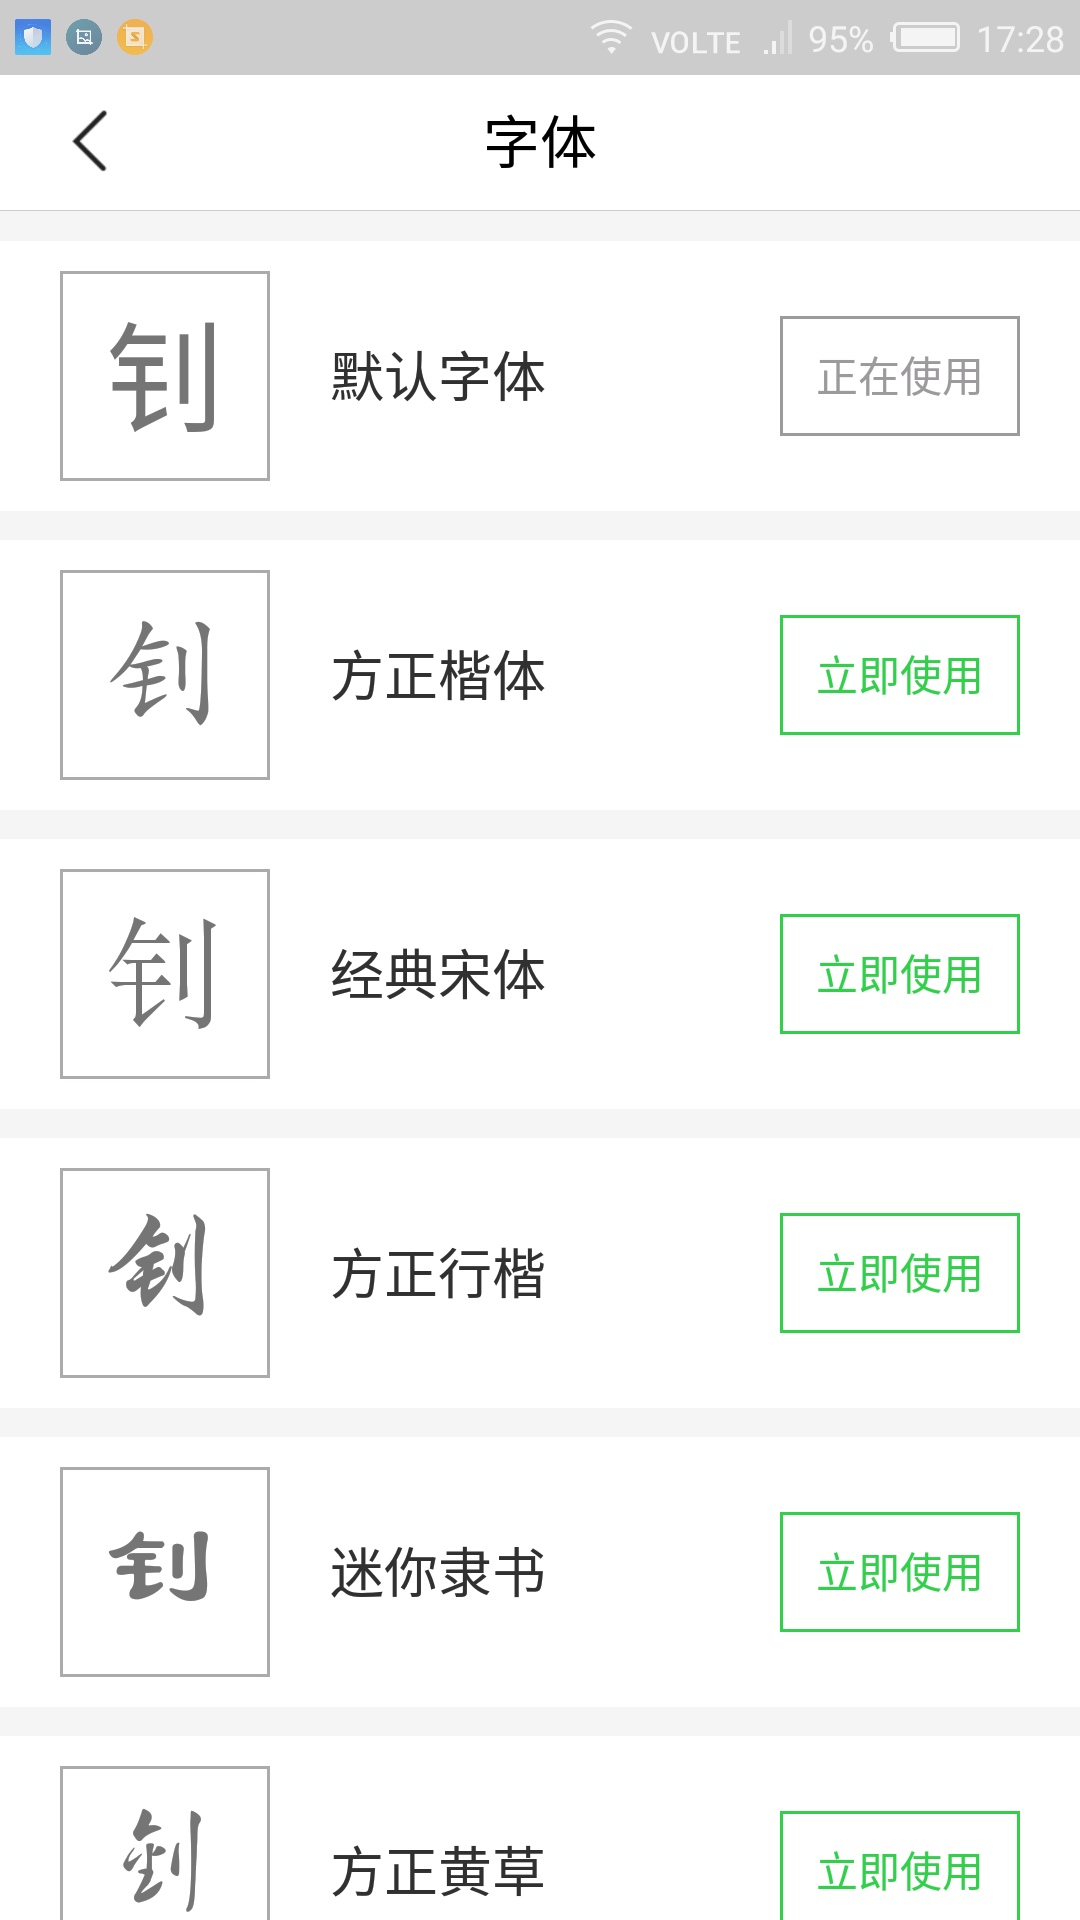 VOLTE 95% 17:28
字体
钊 默认字体 正在使用
钊 方正楷体 立即使用
钊 经典宋体 立即使用
钊 方正行楷 立即使用
钊 迷你隶书 立即使用
钊 方正黄草 立即使用